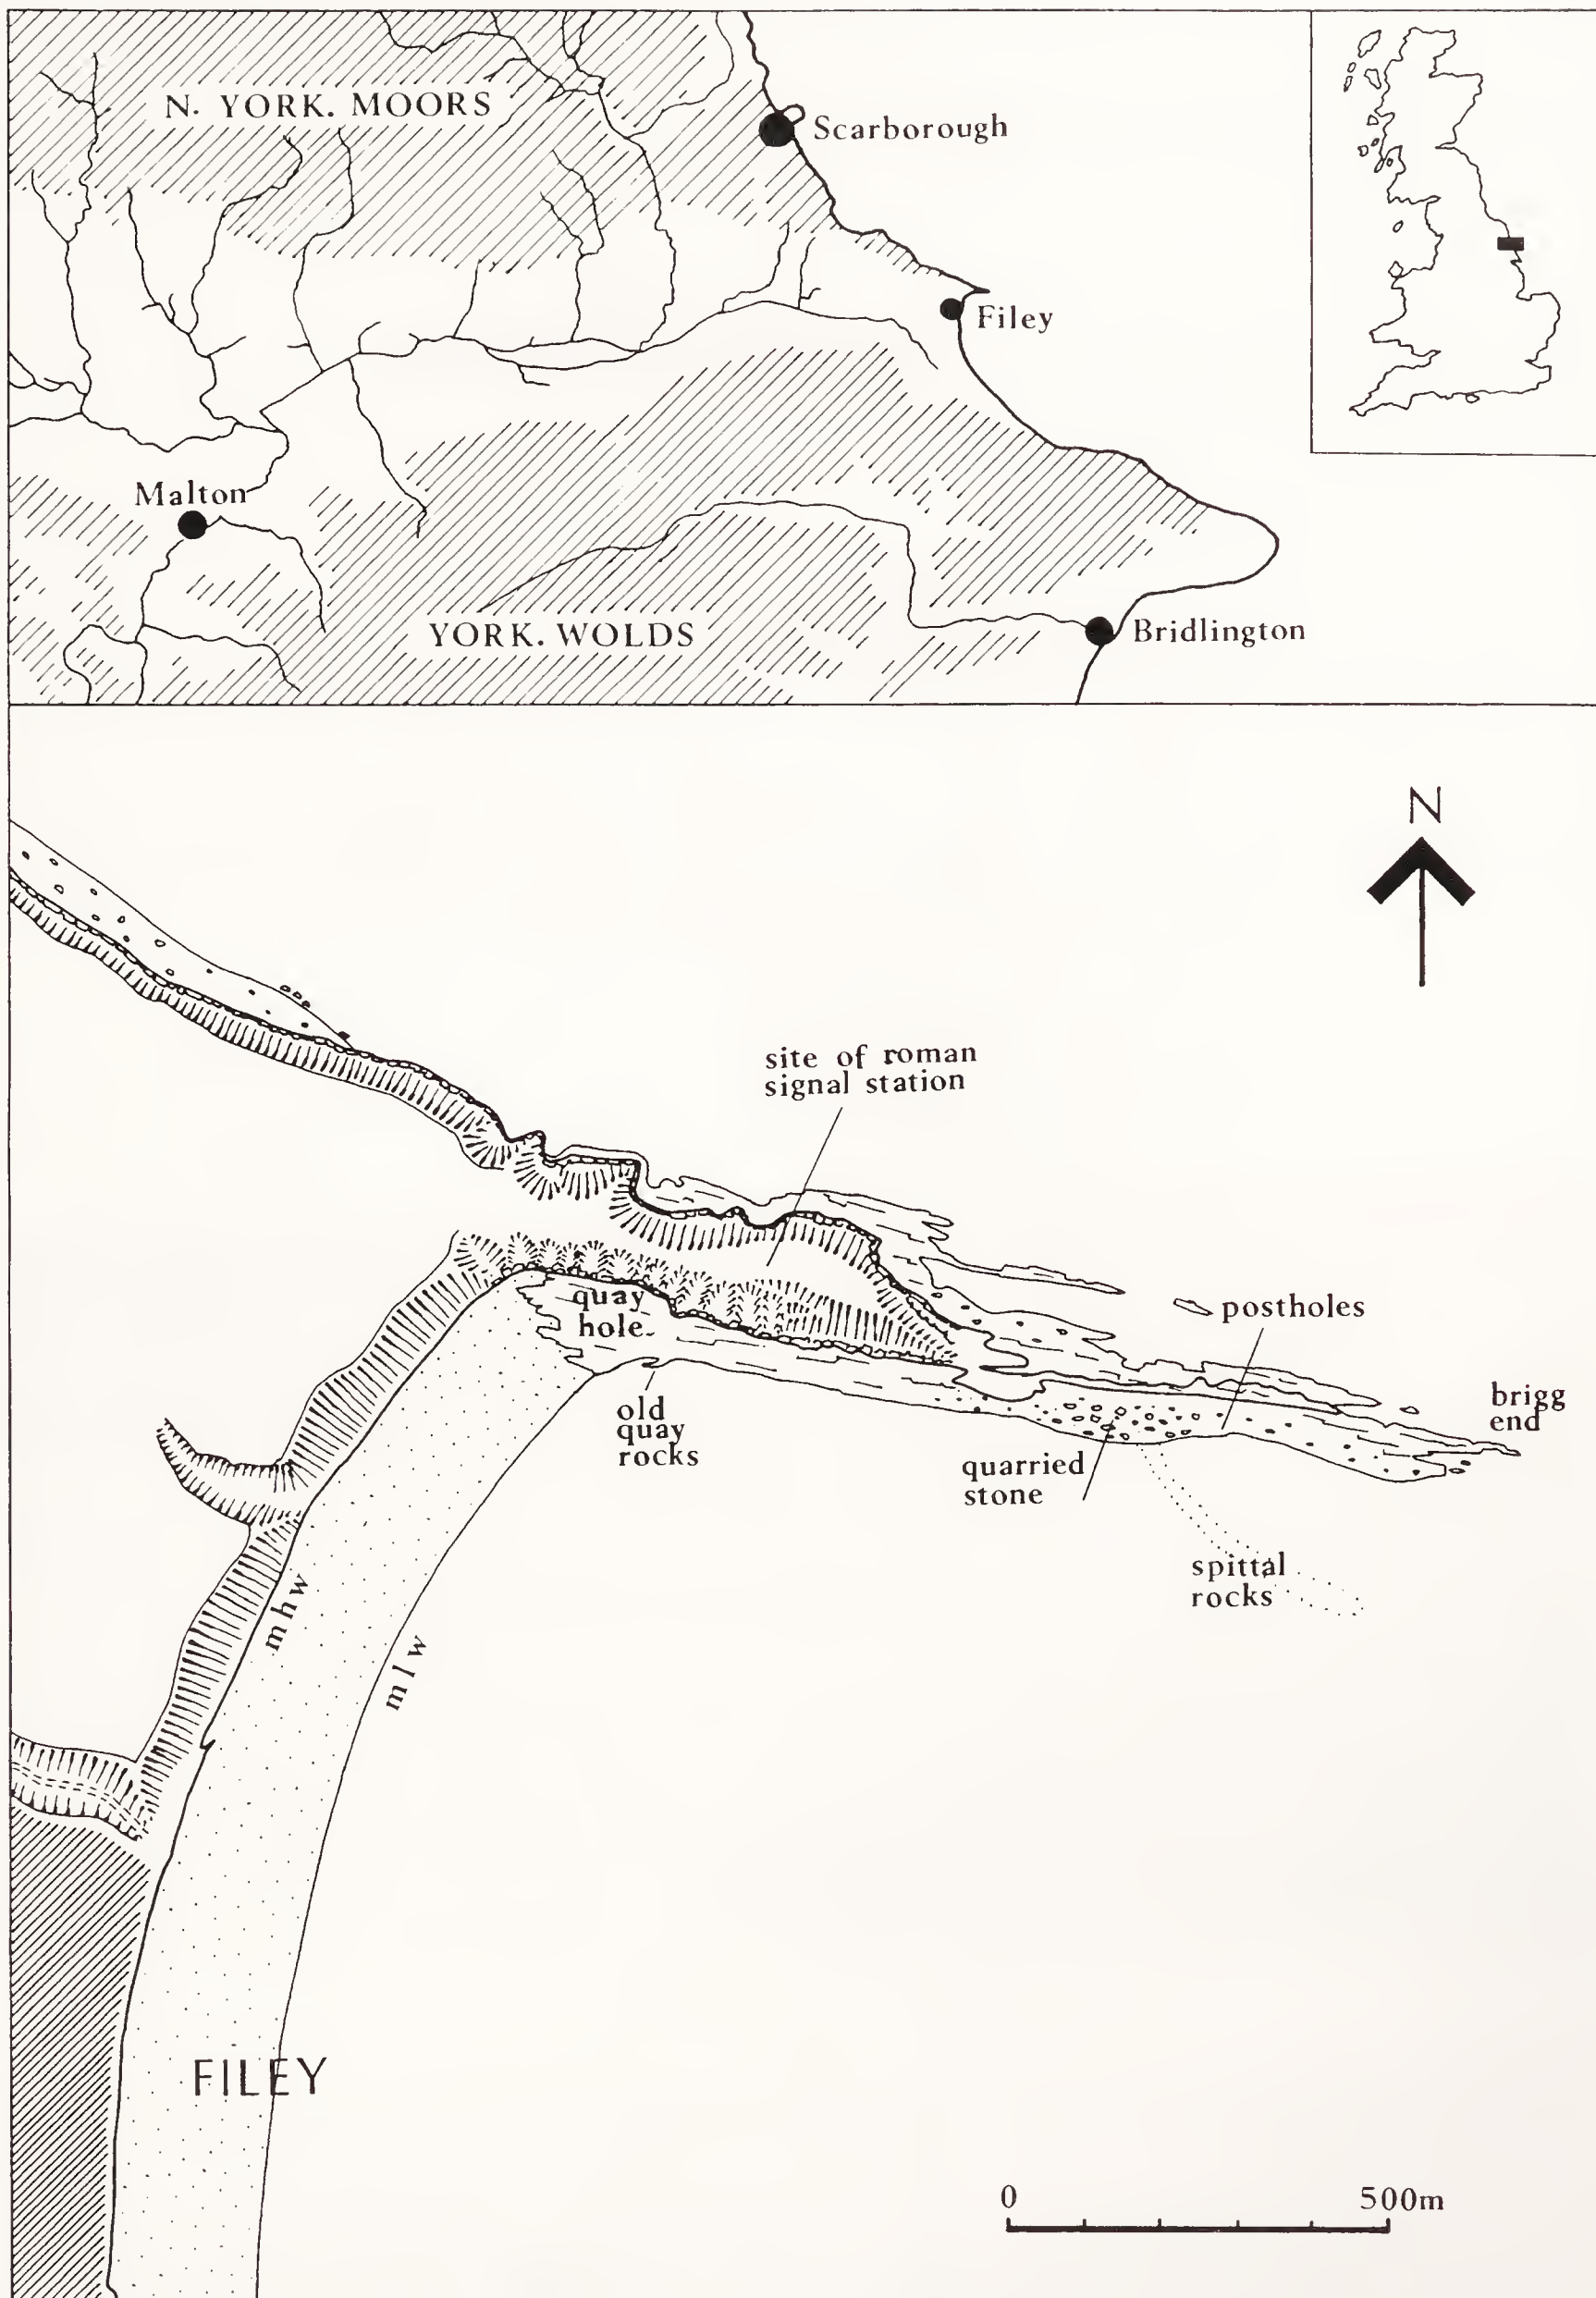 N. YORK. MOORS
Scarborough
Filey
Malton
YORK. WOLDS
Bridlington
N
site of roman
signal station
quay
hole
postholes
old
quay
rocks
brigg
end
quarried
stone
spittal
rocks
mhw
mlw
FILEY
0 500m